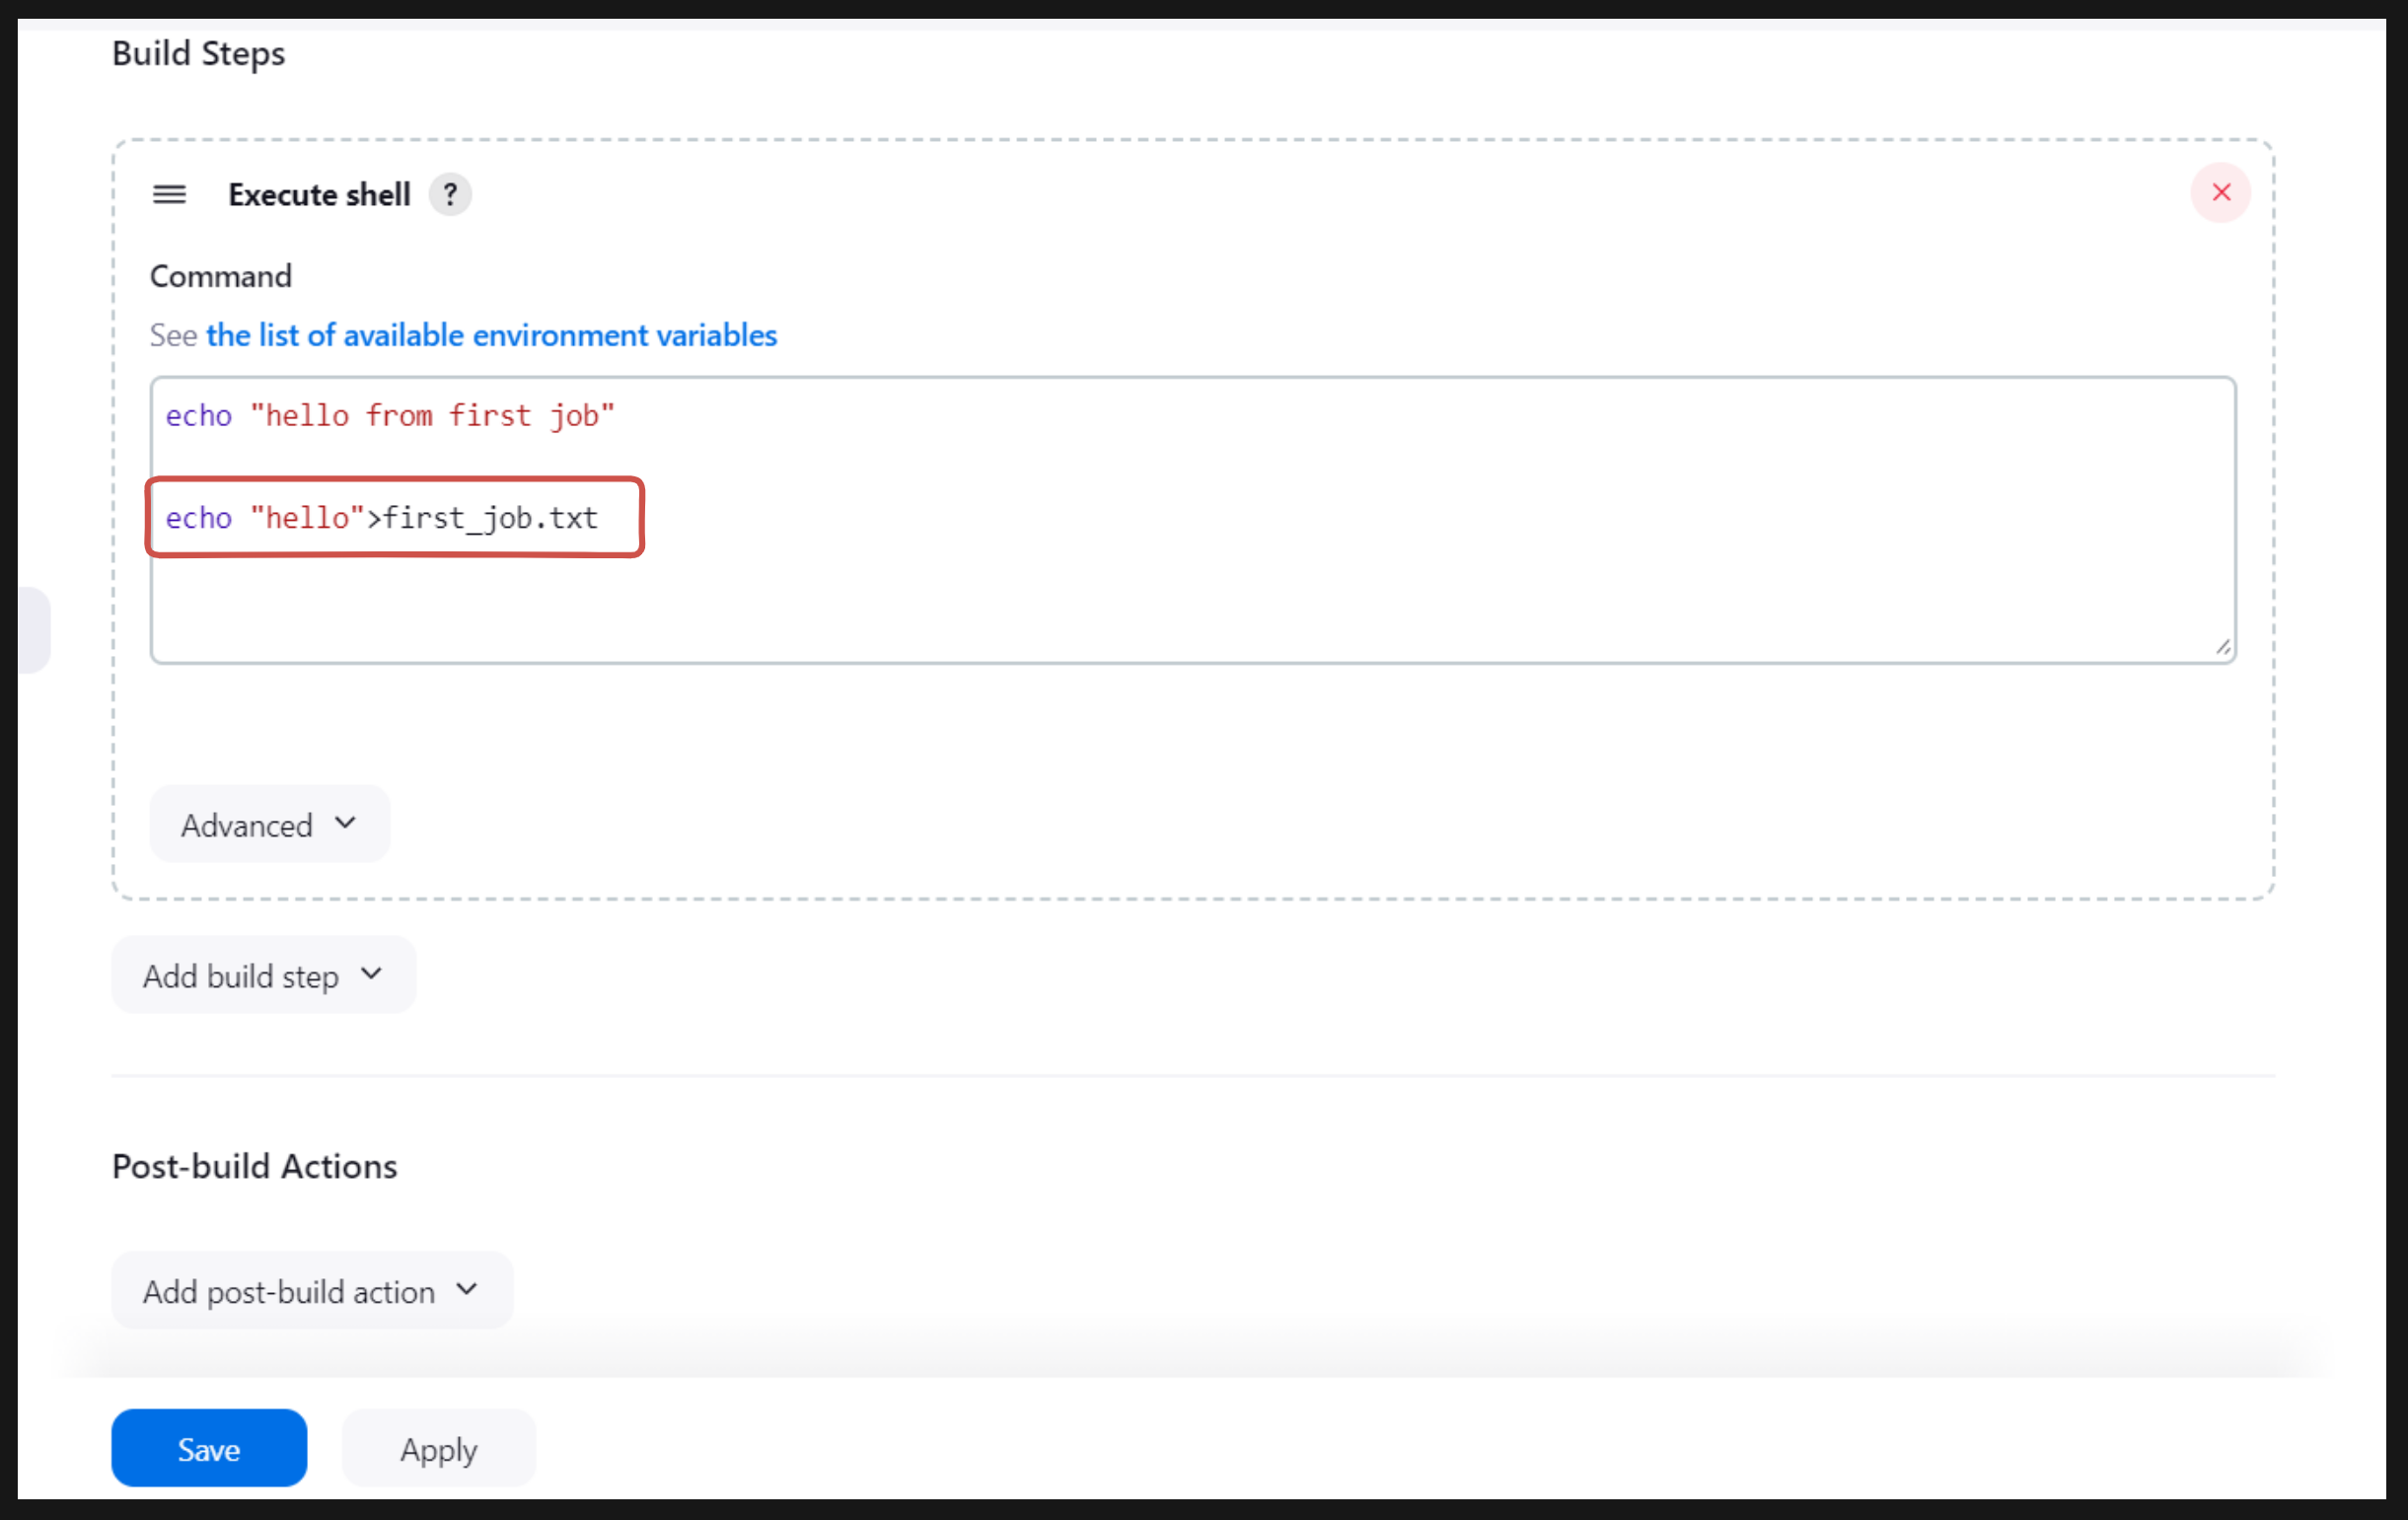 Build Steps
Execute shell ?
Command
See the list of available environment variables
echo "hello from first job"
echo "hello">first_job.txt
Advanced
Add build step
Post-build Actions
Add post-build action
Save Apply